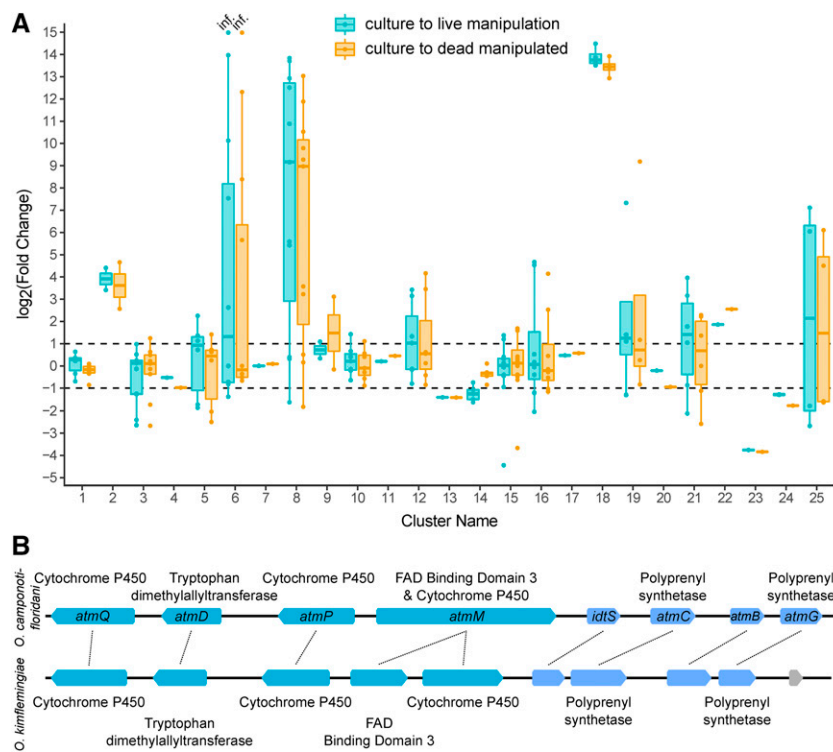 A
inf.
inf.
culture to live manipulation
culture to dead manipulated
log2(Fold Change)
15
14
13
12
11
10
9
8
7
6
5
4
3
2
1
0
-1
-2
-3
-4
-5
1 2 3 4 5 6 7 8 9 10 11 12 13 14 15 16 17 18 19 20 21 22 23 24 25
Cluster Name
B
O. camponoti-
floridani
Cytochrome P450
Tryptophan
dimethylallyltransferase
Cytochrome P450
FAD Binding Domain 3
& Cytochrome P450
Polyprenyl
synthetase
Polyprenyl
synthetase
atmQ atmD atmP atmM idtS atmC atmB atmG
O. kimflemingiae
Cytochrome P450
Tryptophan
dimethylallyltransferase
Cytochrome P450
FAD
Binding Domain 3
Cytochrome P450
Polyprenyl
synthetase
Polyprenyl
synthetase